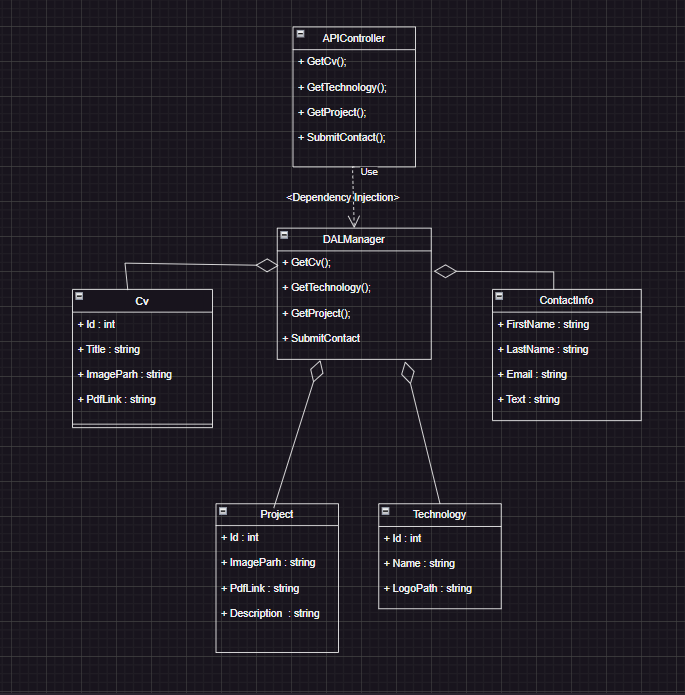 APIController
+ GetCv();
+ GetTechnology();
+ GetProject();
+ SubmitContact();
Use
<Dependency Injection>
DALManager
+ GetCv();
+ GetTechnology();
+ GetProject();
+ SubmitContact
Cv
+ Id : int
+ Title : string
+ ImageParh : string
+ PdfLink : string
ContactInfo
+ FirstName : string
+ LastName : string
+ Email : string
+ Text : string
Project
+ Id : int
+ ImageParh : string
+ PdfLink : string
+ Description  : string
Technology
+ Id : int
+ Name : string
+ LogoPath : string